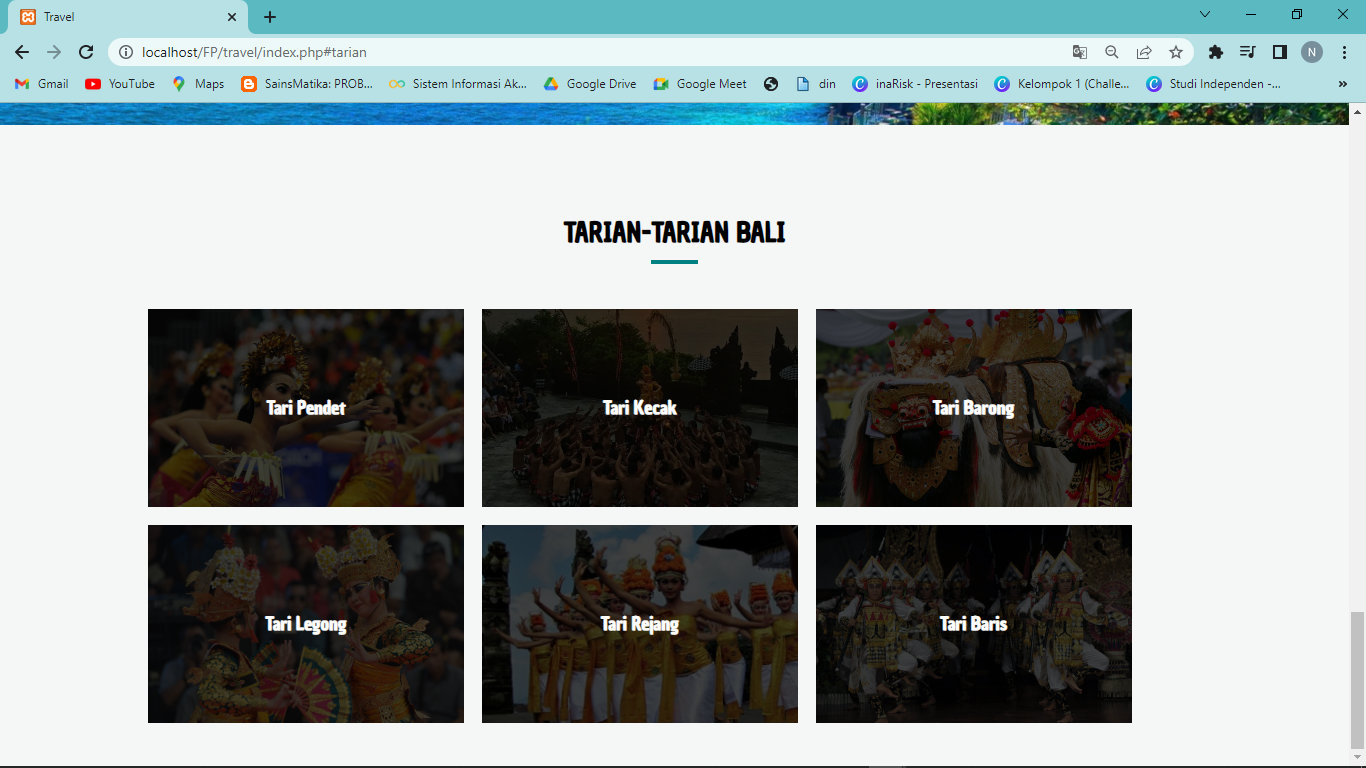 Travel
localhost/FP/travel/index.php#tarian
N
Gmail
YouTube
Maps
SainsMatika: PROB...
Sistem Informasi Ak...
Google Drive
Google Meet
din
inaRisk - Presentasi
Kelompok 1 (Challe...
Studi Independen -...
»
TARIAN-TARIAN BALI
Tari Pendet
Tari Kecak
Tari Barong
Tari Legong
Tari Rejang
Tari Baris